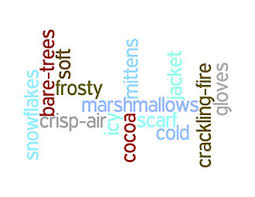 snowflakes
bare-trees
soft
frosty
crisp-air
marshmallows
icy
cocoa
mittens
scarf
cold
jacket
crackling-fire
gloves